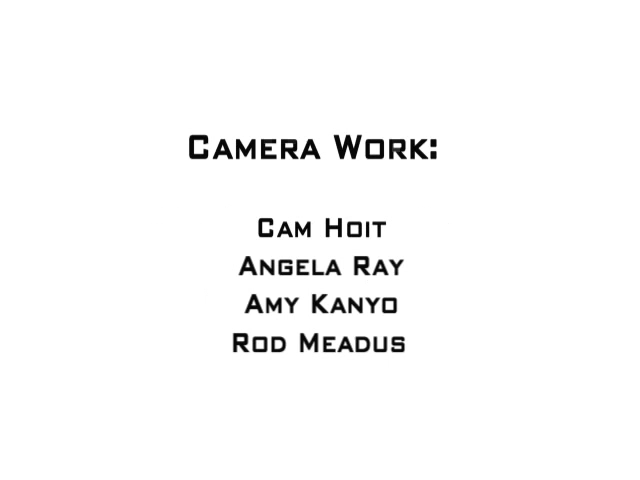 Camera Work:
Cam Hoit
Angela Ray
Amy Kanyo
Rod Meadus